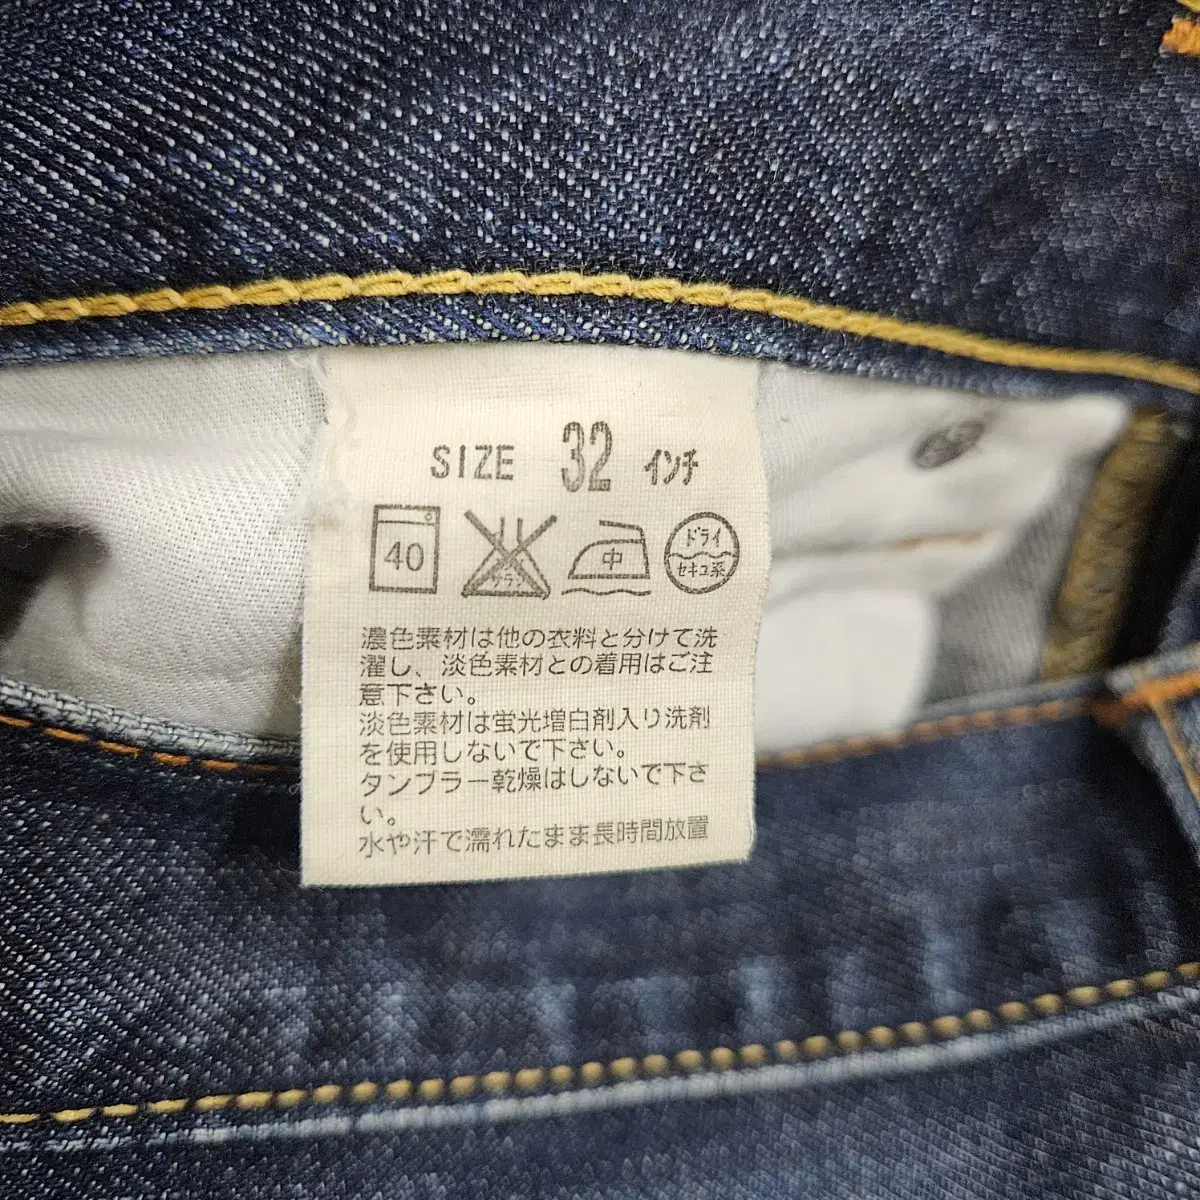 SIZE 32 インチ
40 サラシ 中 ドライ
セキユ系
濃色素材は他の衣料と分けて洗
濯し、淡色素材との着用はご注
意下さい。
淡色素材は蛍光増白剤入り洗剤
を使用しないで下さい。
タンブラー乾燥はしないで下さ
い。
水や汗で濡れたまま長時間放置